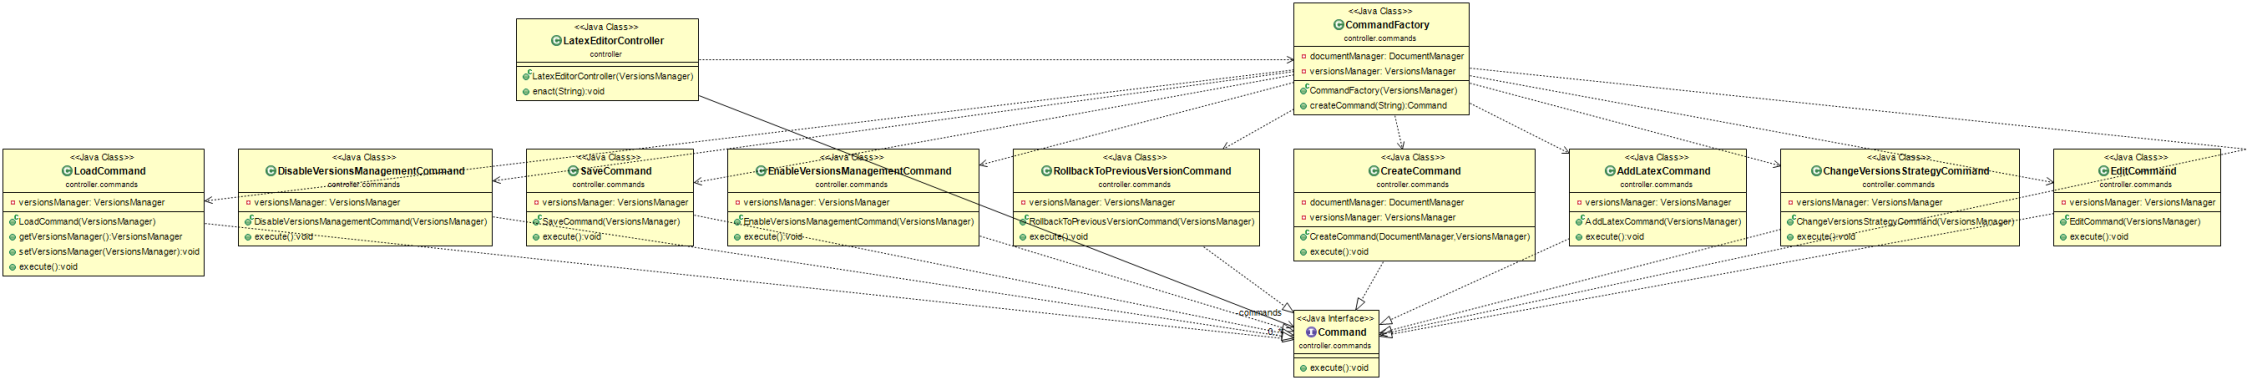 <<Java Class>>
LatexEditorController
controller
LatexEditorController(VersionsManager)
enact(String):void
<<Java Class>>
CommandFactory
controller.commands
documentManager: DocumentManager
versionsManager: VersionsManager
CommandFactory(VersionsManager)
createCommand(String):Command
<<Java Class>>
LoadCommand
controller.commands
versionsManager: VersionsManager
LoadCommand(VersionsManager)
getVersionsManager():VersionsManager
setVersionsManager(VersionsManager):void
execute():void
<<Java Class>>
DisableVersionsManagementCommand
controller.commands
versionsManager: VersionsManager
DisableVersionsManagementCommand(VersionsManager)
execute():void
<<Java Class>>
SaveCommand
controller.commands
versionsManager: VersionsManager
SaveCommand(VersionsManager)
execute():void
<<Java Class>>
EnableVersionsManagementCommand
controller.commands
versionsManager: VersionsManager
EnableVersionsManagementCommand(VersionsManager)
execute():void
<<Java Class>>
RollbackToPreviousVersionCommand
controller.commands
versionsManager: VersionsManager
RollbackToPreviousVersionCommand(VersionsManager)
execute():void
<<Java Class>>
CreateCommand
controller.commands
documentManager: DocumentManager
versionsManager: VersionsManager
CreateCommand(DocumentManager,VersionsManager)
execute():void
<<Java Class>>
AddLatexCommand
controller.commands
versionsManager: VersionsManager
AddLatexCommand(VersionsManager)
execute():void
<<Java Class>>
ChangeVersionsStrategyCommand
controller.commands
versionsManager: VersionsManager
ChangeVersionsStrategyCommand(VersionsManager)
execute():void
<<Java Class>>
EditCommand
controller.commands
versionsManager: VersionsManager
EditCommand(VersionsManager)
execute():void
-commands
<<Java Interface>>
Command
controller.commands
execute():void